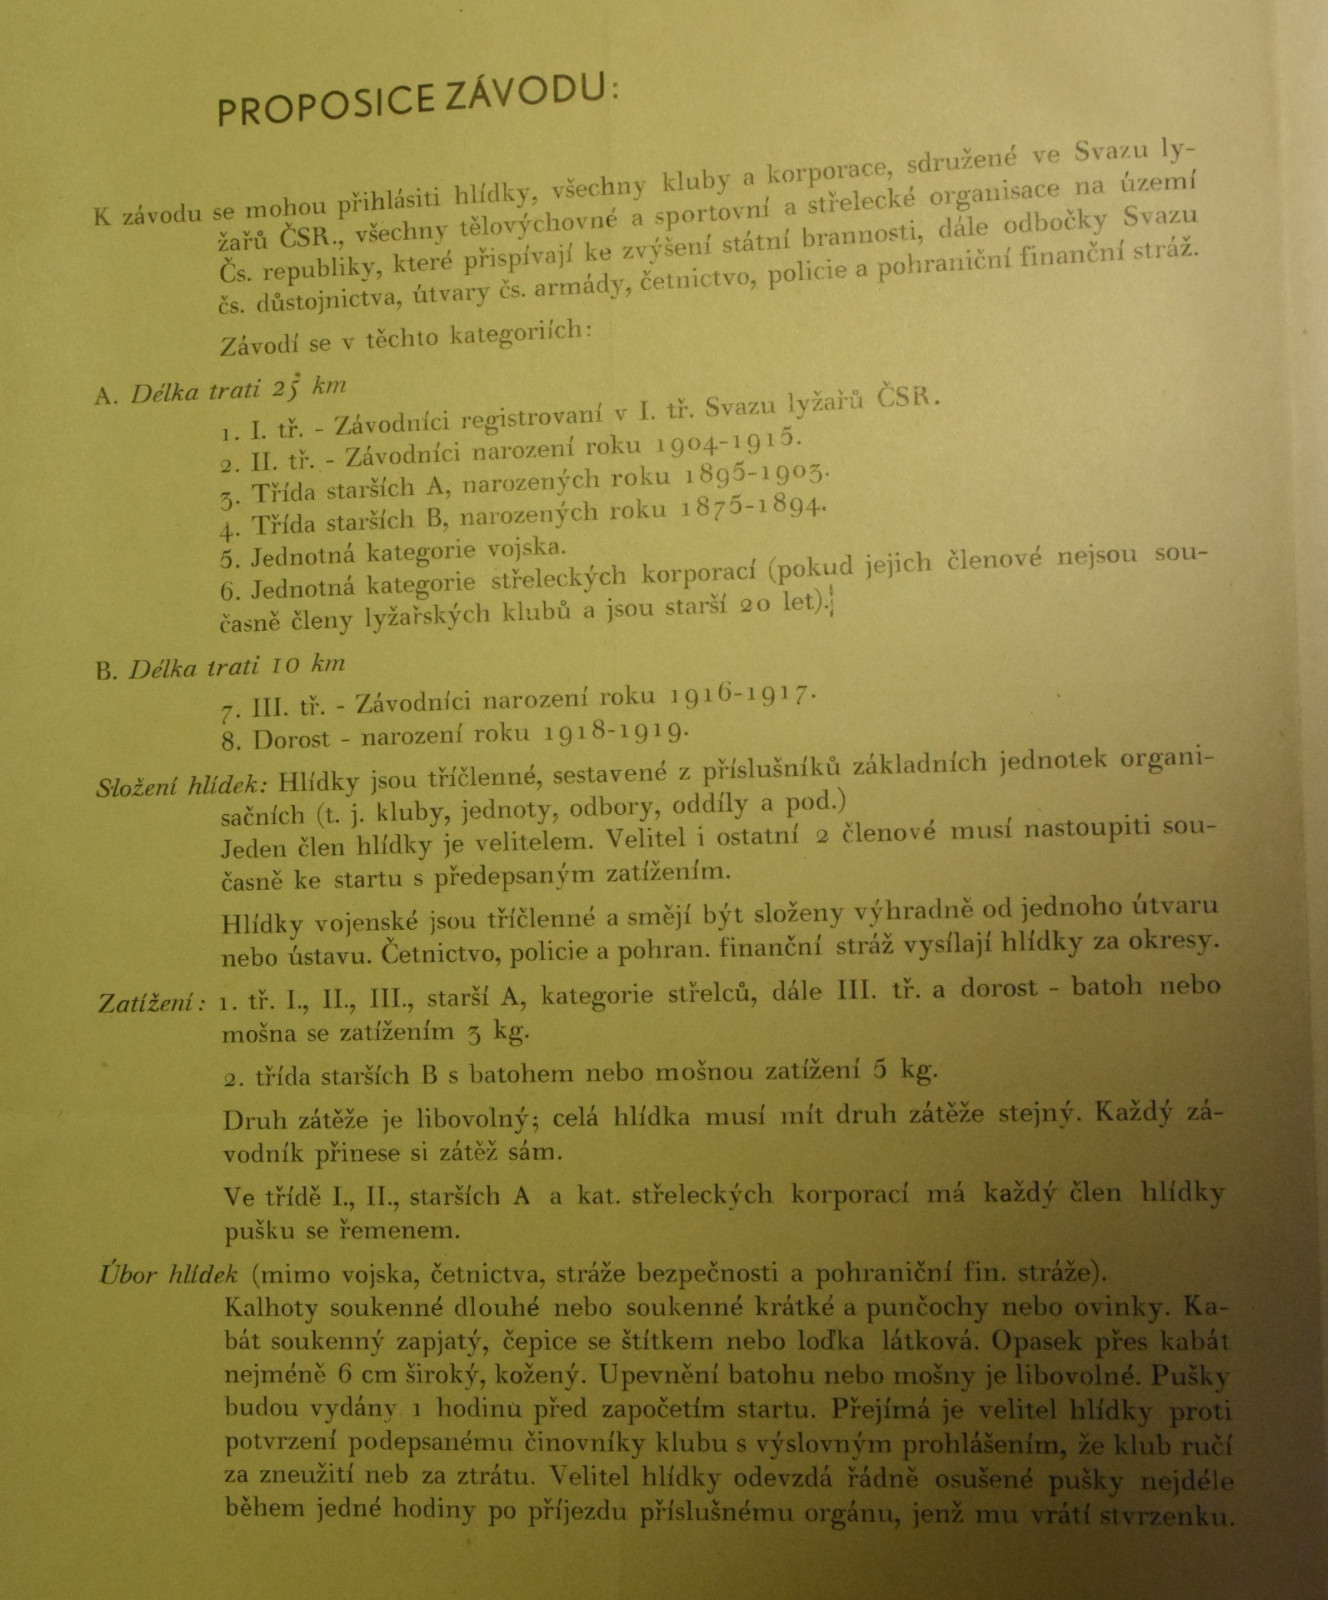 PROPOSICE ZÁVODU:
K závodu se mohou přihlásiti hlídky, všechny kluby a korporace, sdružené ve Svazu ly-
žařů ČSR., všechny tělovýchovné a sportovní a střelecké organisace na území
Čs. republiky, které přispívají ke zvýšení státní brannosti, dále odbočky Svazu
čs. důstojnictva, útvary čs. armády, četnictvo, policie a pohraniční finanční stráž.
Závodí se v těchto kategoriích:
A. Délka trati 25 km
1. I. tř. - Závodníci registrovaní v I. tř. Svazu lyžařů ČSR.
2. II. tř. - Závodníci narození roku 1904-1915.
3. Třída starších A, narozených roku 1895-1903.
4. Třída starších B, narozených roku 1875-1894.
5. Jednotná kategorie vojska.
6. Jednotná kategorie střeleckých korporací (pokud jejich členové nejsou sou-
časně členy lyžařských klubů a jsou starší 20 let).
B. Délka trati 10 km
7. III. tř. - Závodníci narození roku 1916-1917.
8. Dorost - narození roku 1918-1919.
Složení hlídek: Hlídky jsou tříčlenné, sestavené z příslušníků základních jednotek organi-
sačních (t. j. kluby, jednoty, odbory, oddíly a pod.)
Jeden člen hlídky je velitelem. Velitel i ostatní 2 členové musí nastoupiti sou-
časně ke startu s předepsaným zatížením.
Hlídky vojenské jsou tříčlenné a smějí být složeny výhradně od jednoho útvaru
nebo ústavu. Četnictvo, policie a pohran. finanční stráž vysílají hlídky za okresy.
Zatížení: 1. tř. I., II., III., starší A, kategorie střelců, dále III. tř. a dorost - batoh nebo
mošna se zatížením 3 kg.
2. třída starších B s batohem nebo mošnou zatížení 5 kg.
Druh zátěže je libovolný; celá hlídka musí mít druh zátěže stejný. Každý zá-
vodník přinese si zátěž sám.
Ve třídě I., II., starších A a kat. střeleckých korporací má každý člen hlídky
pušku se řemenem.
Úbor hlídek (mimo vojska, četnictva, stráže bezpečnosti a pohraniční fin. stráže).
Kalhoty soukenné dlouhé nebo soukenné krátké a punčochy nebo ovinky. Ka-
bát soukenný zapjatý, čepice se štítkem nebo loďka látková. Opasek přes kabát
nejméně 6 cm široký, kožený. Upevnění batohu nebo mošny je libovolné. Pušky
budou vydány 1 hodinu před započetím startu. Přejímá je velitel hlídky proti
potvrzení podepsanému činovníky klubu s výslovným prohlášením, že klub ručí
za zneužití neb za ztrátu. Velitel hlídky odevzdá řádně osušené pušky nejdéle
během jedné hodiny po příjezdu příslušnému orgánu, jenž mu vrátí stvrzenku.